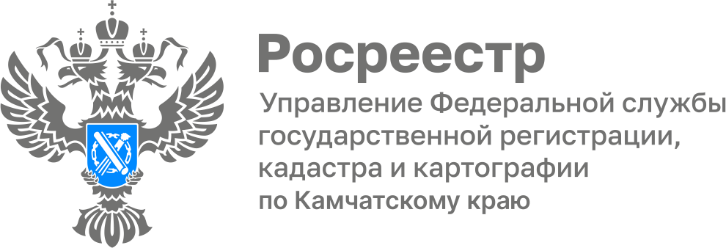 Росреестр
Управление Федеральной службы
государственной регистрации,
кадастра и картографии
по Камчатскому краю